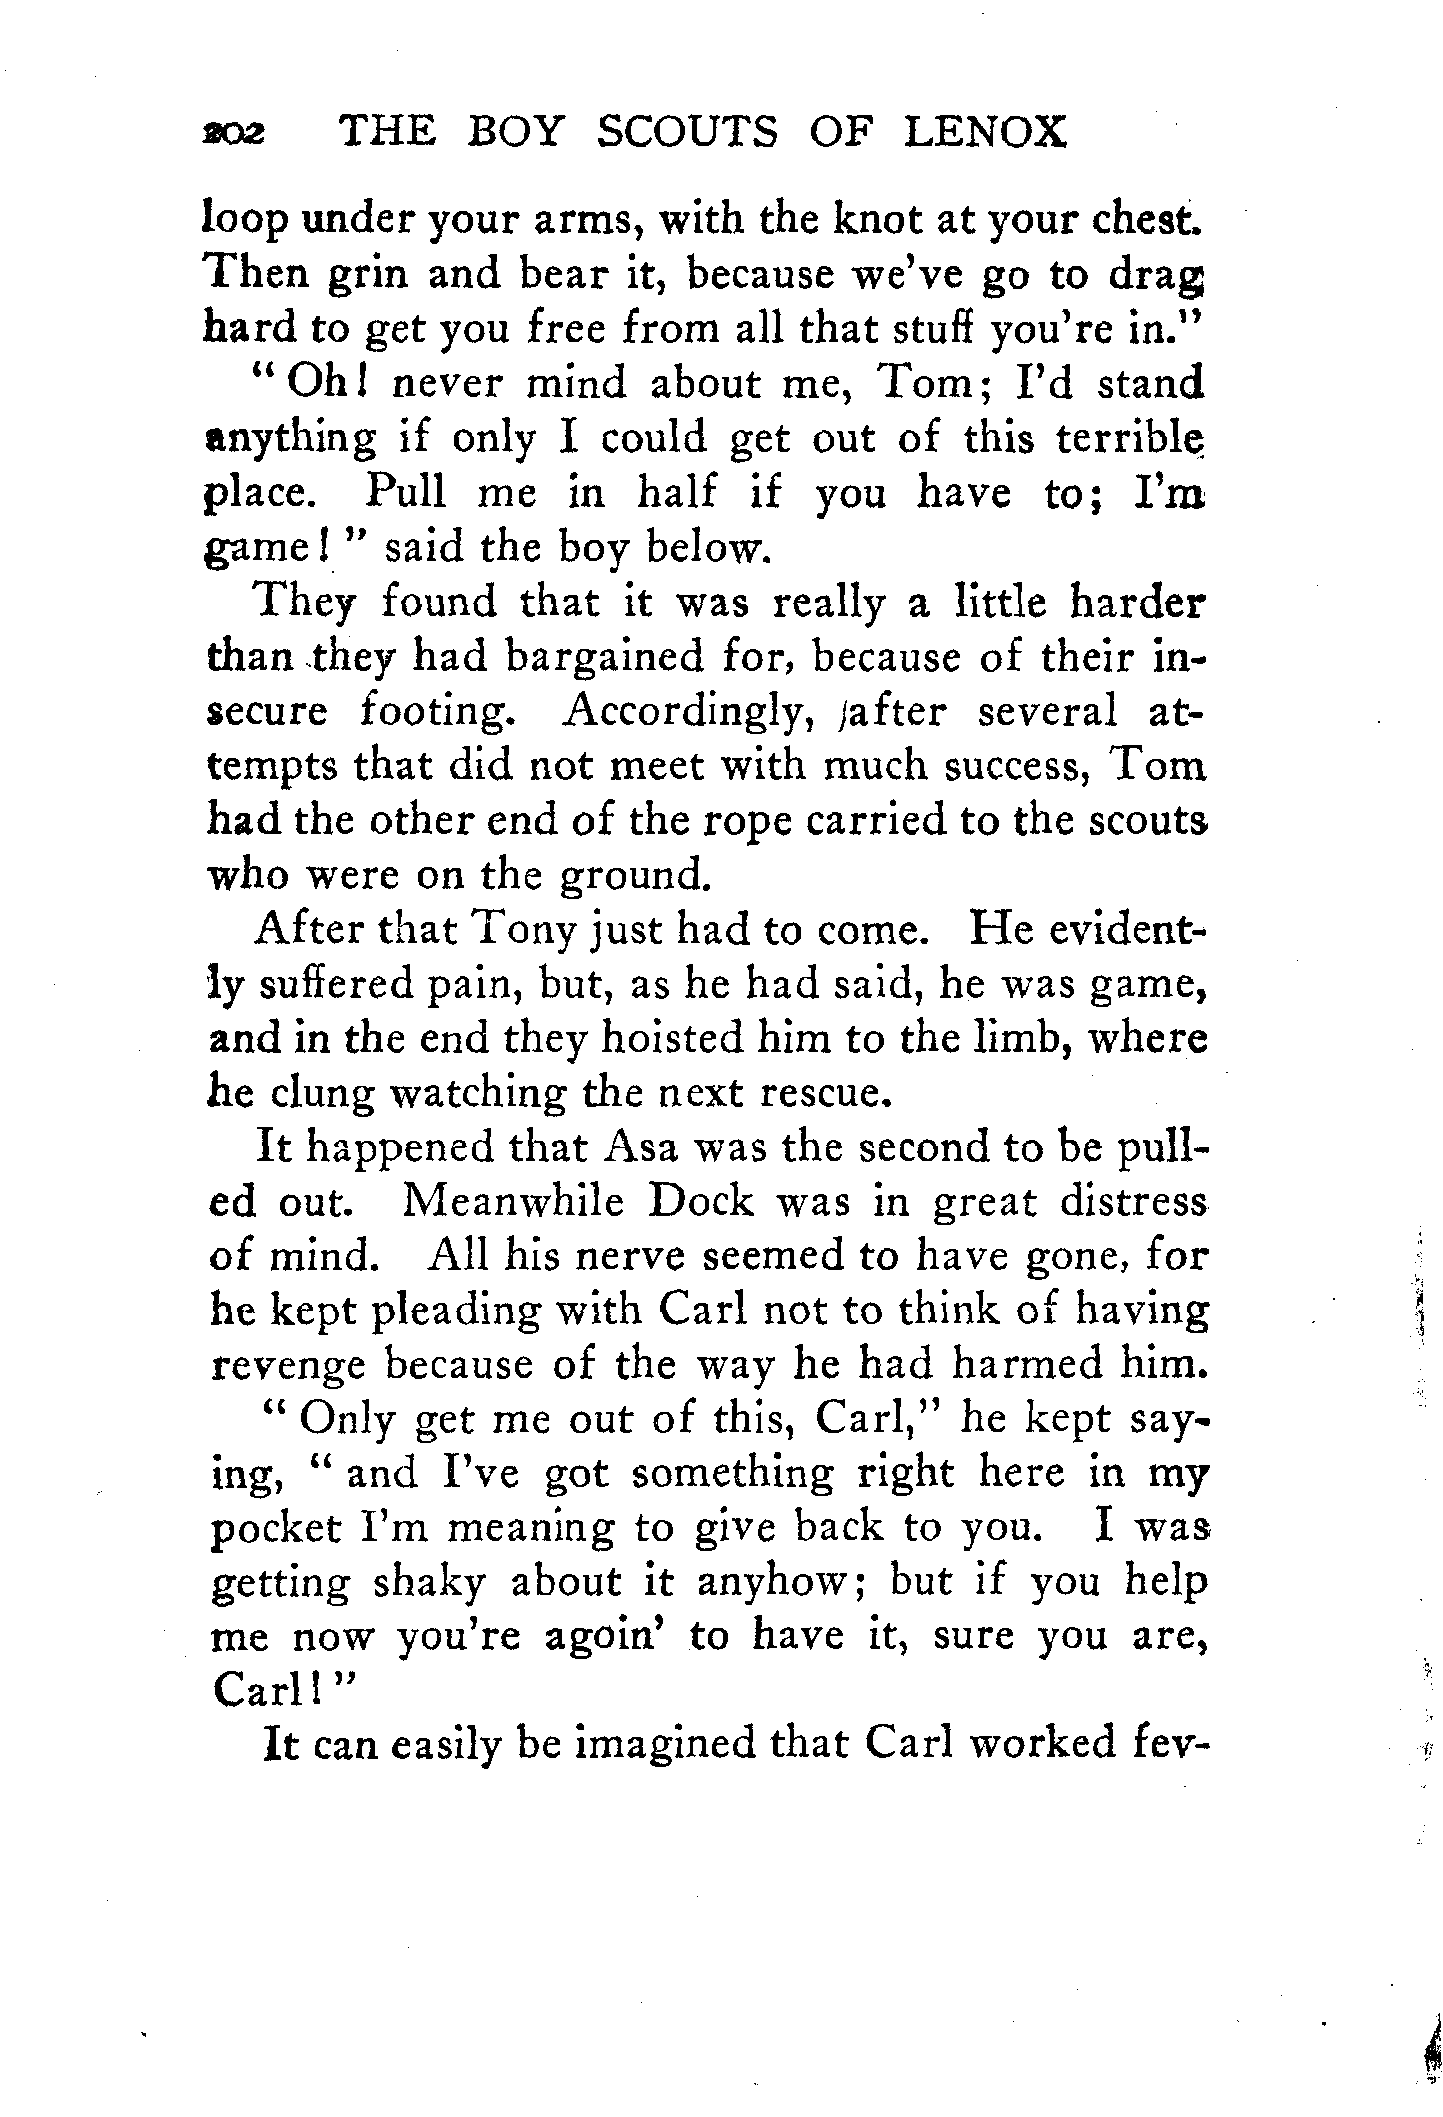 202 THE BOY SCOUTS OF LENOX
loop under your arms, with the knot at your chest.
Then grin and bear it, because we've go to drag
hard to get you free from all that stuff you're in."
"Oh! never mind about me, Tom; I'd stand
anything if only I could get out of this terrible
place. Pull me in half if you have to; I'm
game!" said the boy below.
They found that it was really a little harder
than they had bargained for, because of their in-
secure footing. Accordingly, after several at-
tempts that did not meet with much success, Tom
had the other end of the rope carried to the scouts
who were on the ground.
After that Tony just had to come. He evident-
ly suffered pain, but, as he had said, he was game,
and in the end they hoisted him to the limb, where
he clung watching the next rescue.
It happened that Asa was the second to be pull-
ed out. Meanwhile Dock was in great distress
of mind. All his nerve seemed to have gone, for
he kept pleading with Carl not to think of having
revenge because of the way he had harmed him.
"Only get me out of this, Carl," he kept say-
ing, "and I've got something right here in my
pocket I'm meaning to give back to you. I was
getting shaky about it anyhow; but if you help
me now you're agoin' to have it, sure you are,
Carl!"
It can easily be imagined that Carl worked fev-